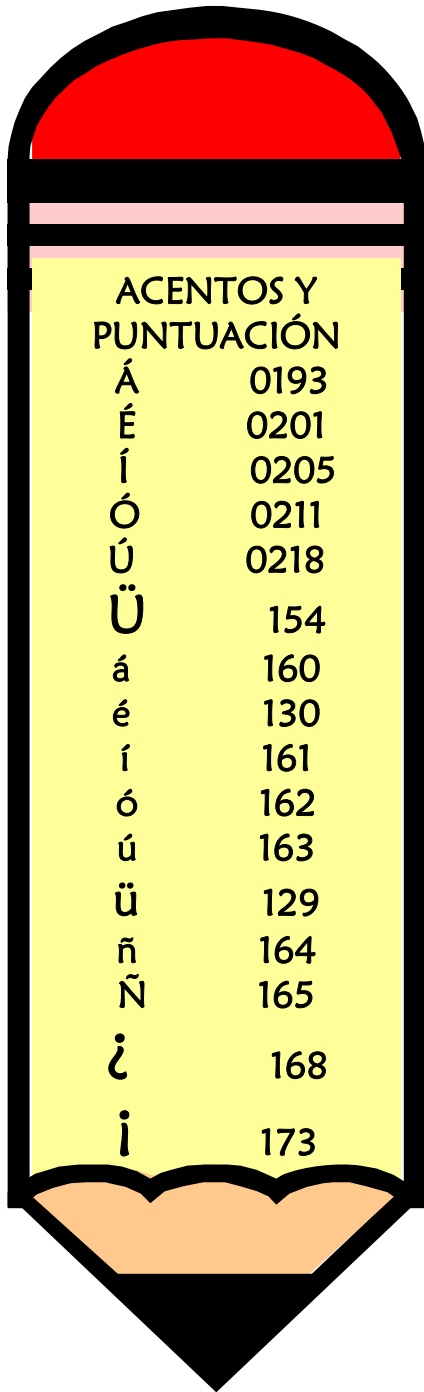 ACENTOS Y
PUNTUACIÓN
Á 0193
É 0201
Í 0205
Ó 0211
Ú 0218
Ü 154
á 160
é 130
í 161
ó 162
ú 163
ü 129
ñ 164
Ñ 165
¿ 168
¡ 173